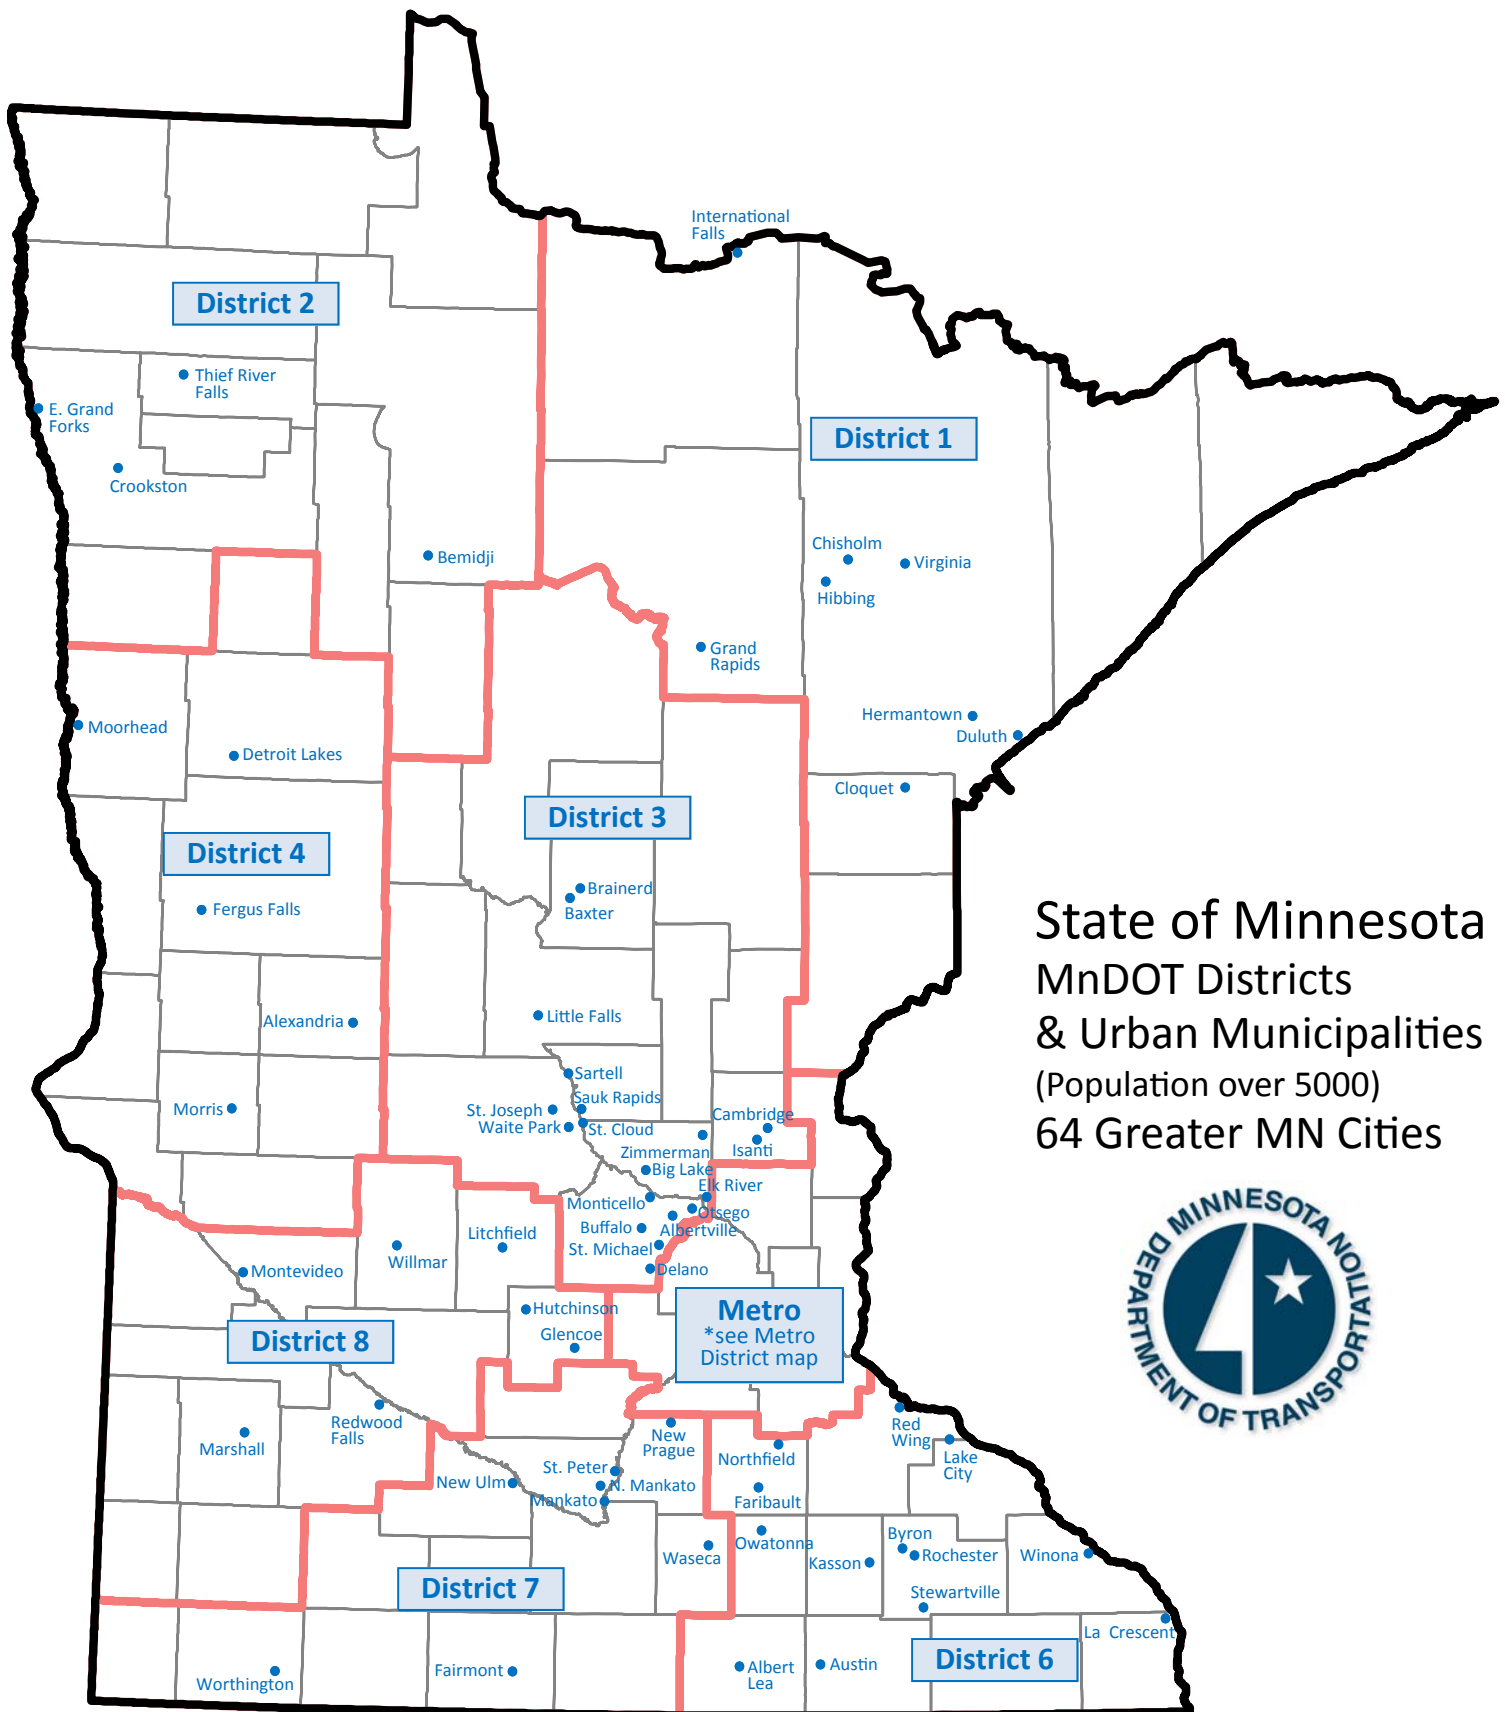 International
Falls
District 2
Thief River
Falls
E. Grand
Forks
District 1
Crookston
Chisholm
Virginia
Bemidji
Hibbing
Grand
Rapids
Hermantown
Moorhead
Duluth
Detroit Lakes
Cloquet
District 3
District 4
Brainerd
Baxter
Fergus Falls
State of Minnesota
MnDOT Districts
& Urban Municipalities
(Population over 5000)
64 Greater MN Cities
Little Falls
Alexandria
Sartell
Sauk Rapids
Morris
St. Joseph
Waite Park
St. Cloud
Cambridge
Isanti
Zimmerman
Big Lake
Elk River
Monticello
Otsego
Buffalo
Albertville
Litchfield
St. Michael
Willmar
Delano
Montevideo
MINNESOTA
DEPARTMENT OF TRANSPORTATION
Hutchinson
Glencoe
Metro
*see Metro
District map
District 8
Redwood
Falls
Red
Wing
Marshall
New
Prague
Northfield
Lake
City
St. Peter
New Ulm
N. Mankato
Mankato
Faribault
Owatonna
Byron
Waseca
Kasson
Rochester
Winona
District 7
Stewartville
La Crescent
District 6
Worthington
Fairmont
Albert
Lea
Austin